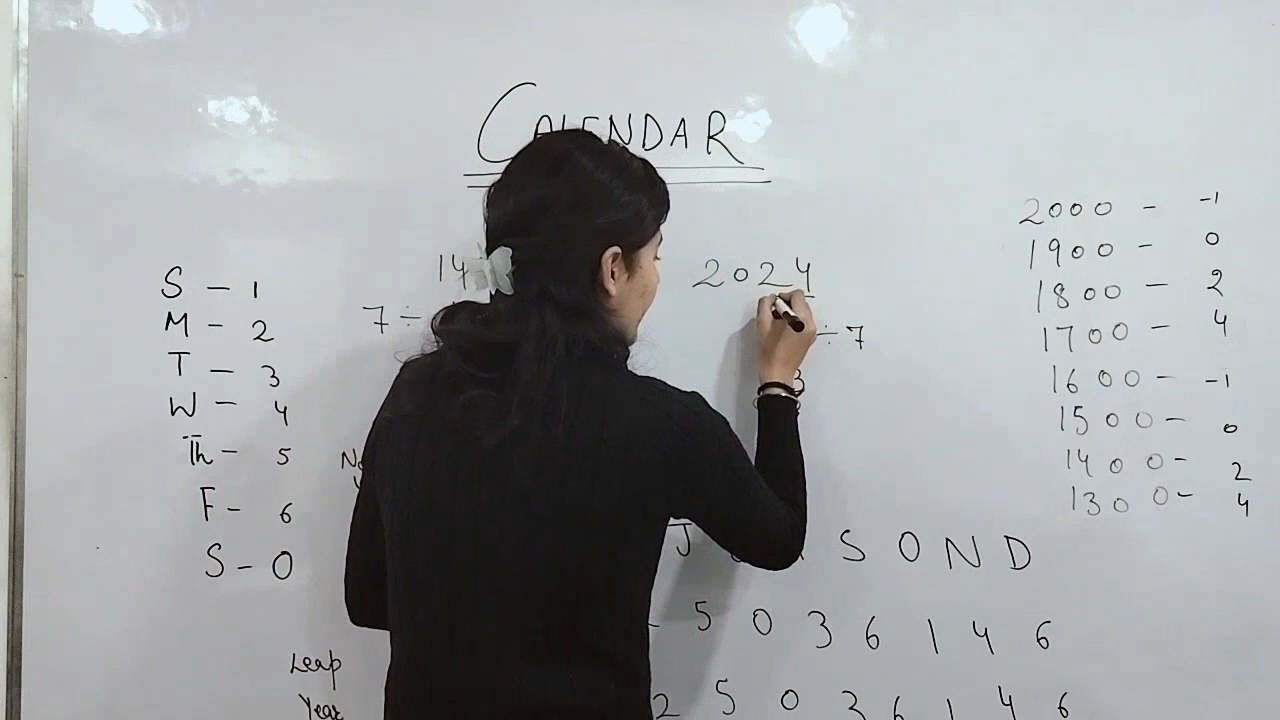 CALENDAR
14 2024
7 ÷ ÷ 7
3
S - 1
M - 2
T - 3
W - 4
Th - 5
F - 6
S - 0
2000 - -1
1900 - 0
1800 - 2
1700 - 4
1600 - -1
1500 - 0
1400 - 2
1300 - 4
J S O N D
5 0 3 6 1 4 6
Leap
Year 2 5 0 3 6 1 4 6